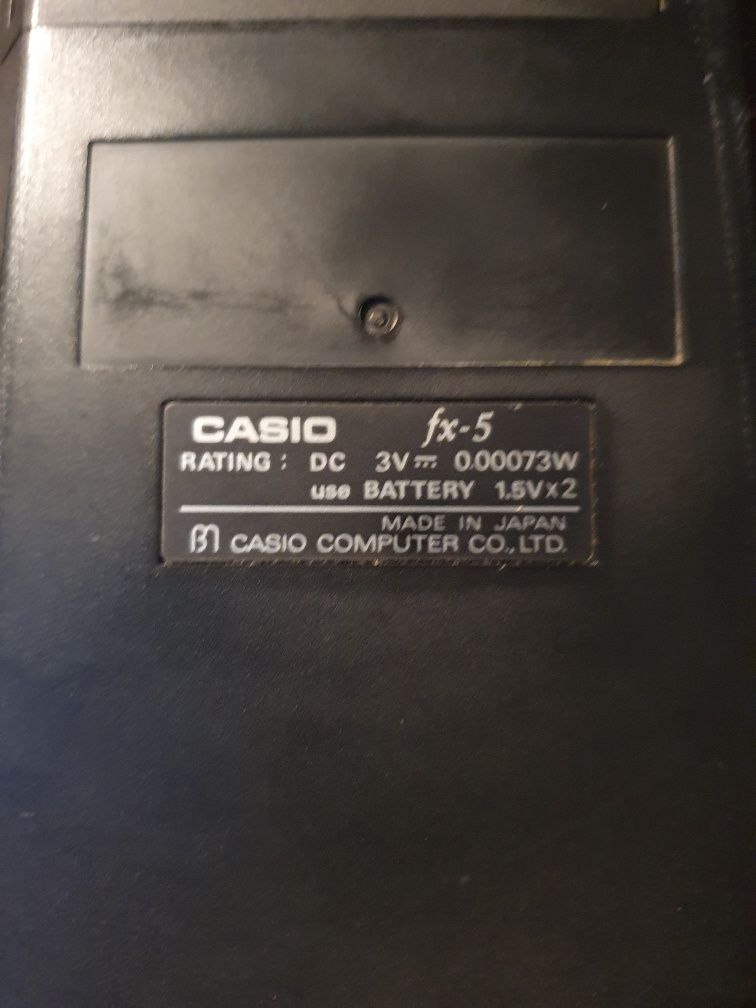 CASIO fx-5
RATING : DC 3V⎓ 0.00073W
use BATTERY 1.5V×2
MADE IN JAPAN
CASIO COMPUTER CO., LTD.